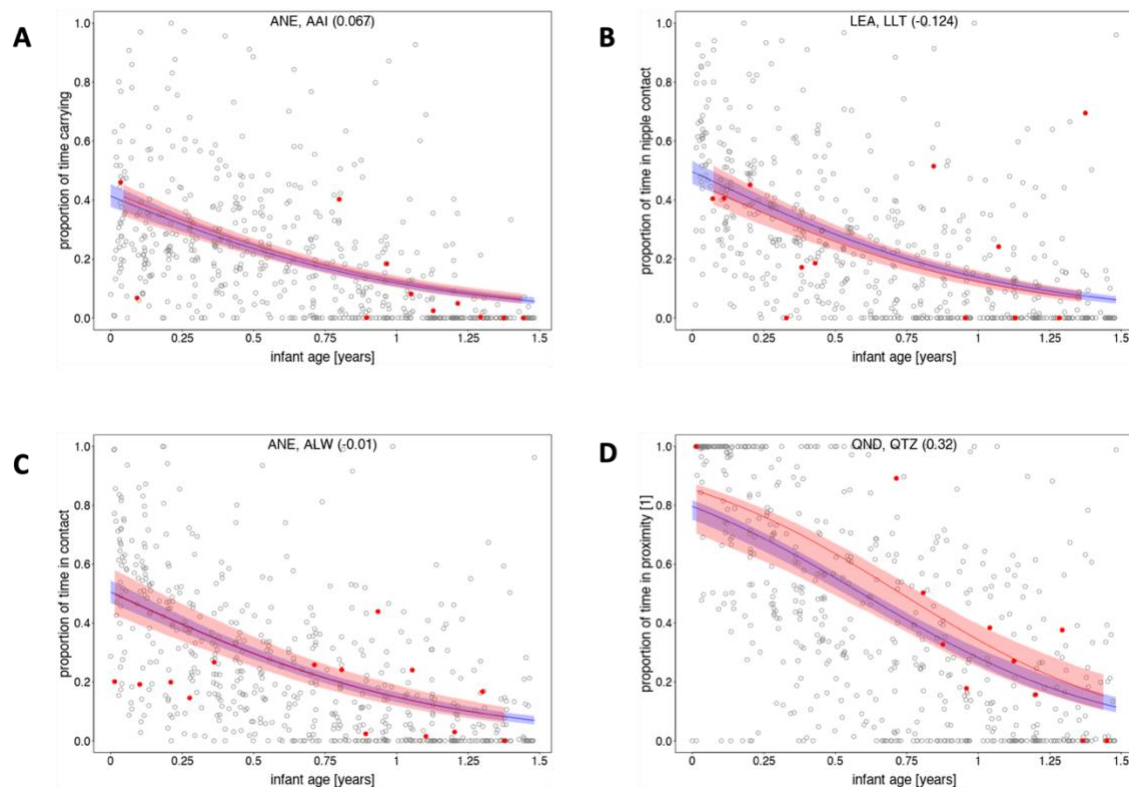 A
ANE, AAI (0.067)
proportion of time carrying
1.0
0.8
0.6
0.4
0.2
0.0
0 0.25 0.5 0.75 1 1.25 1.5
infant age [years]
B
LEA, LLT (-0.124)
proportion of time in nipple contact
1.0
0.8
0.6
0.4
0.2
0.0
0 0.25 0.5 0.75 1 1.25 1.5
infant age [years]
C
ANE, ALW (-0.01)
proportion of time in contact
1.0
0.8
0.6
0.4
0.2
0.0
0 0.25 0.5 0.75 1 1.25 1.5
infant age [years]
D
QND, QTZ (0.32)
proportion of time in proximity [1]
1.0
0.8
0.6
0.4
0.2
0.0
0 0.25 0.5 0.75 1 1.25 1.5
infant age [years]